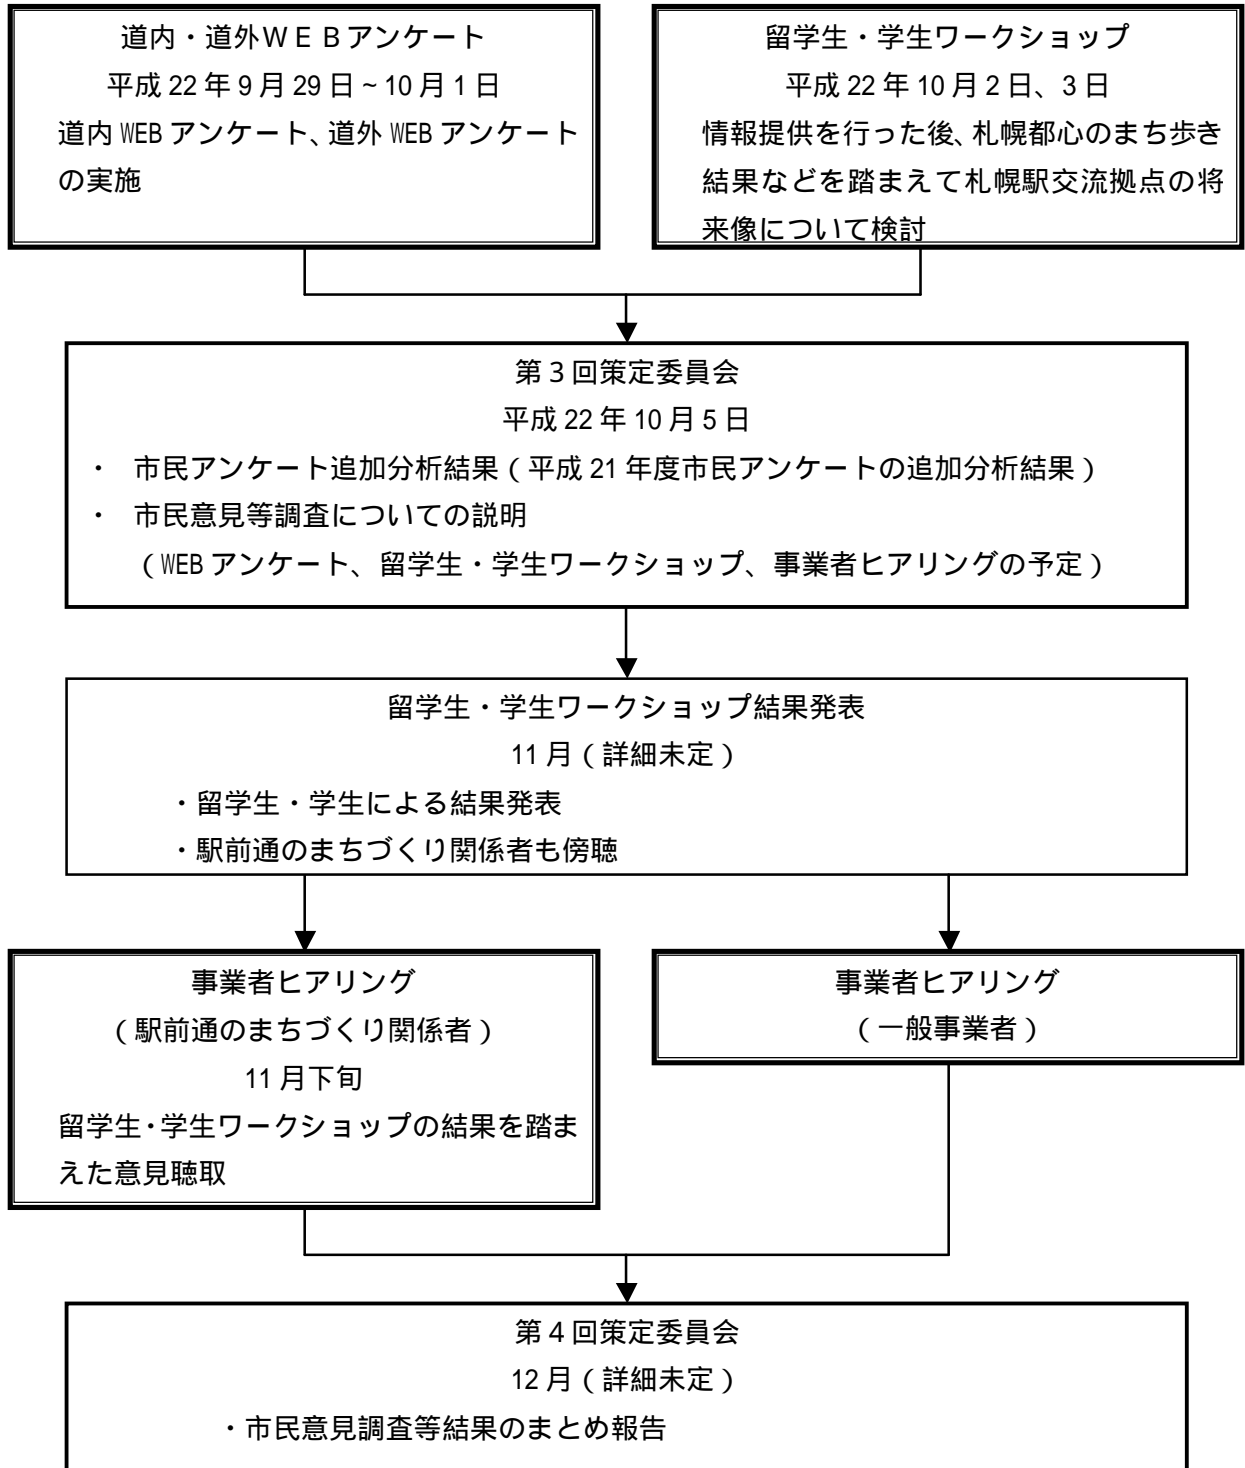 道内・道外ＷＥＢアンケート
平成 22 年 9 月 29 日～10 月 1 日
道内 WEB アンケート、道外 WEB アンケート
の実施
留学生・学生ワークショップ
平成 22 年 10 月 2 日、3 日
情報提供を行った後、札幌都心のまち歩き
結果などを踏まえて札幌駅交流拠点の将
来像について検討
第３回策定委員会
平成 22 年 10 月 5 日
・ 市民アンケート追加分析結果（平成 21 年度市民アンケートの追加分析結果）
・ 市民意見等調査についての説明
（WEB アンケート、留学生・学生ワークショップ、事業者ヒアリングの予定）
留学生・学生ワークショップ結果発表
11 月（詳細未定）
・留学生・学生による結果発表
・駅前通のまちづくり関係者も傍聴
事業者ヒアリング
（駅前通のまちづくり関係者）
11 月下旬
留学生・学生ワークショップの結果を踏ま
えた意見聴取
事業者ヒアリング
（一般事業者）
第４回策定委員会
12 月（詳細未定）
・市民意見調査等結果のまとめ報告